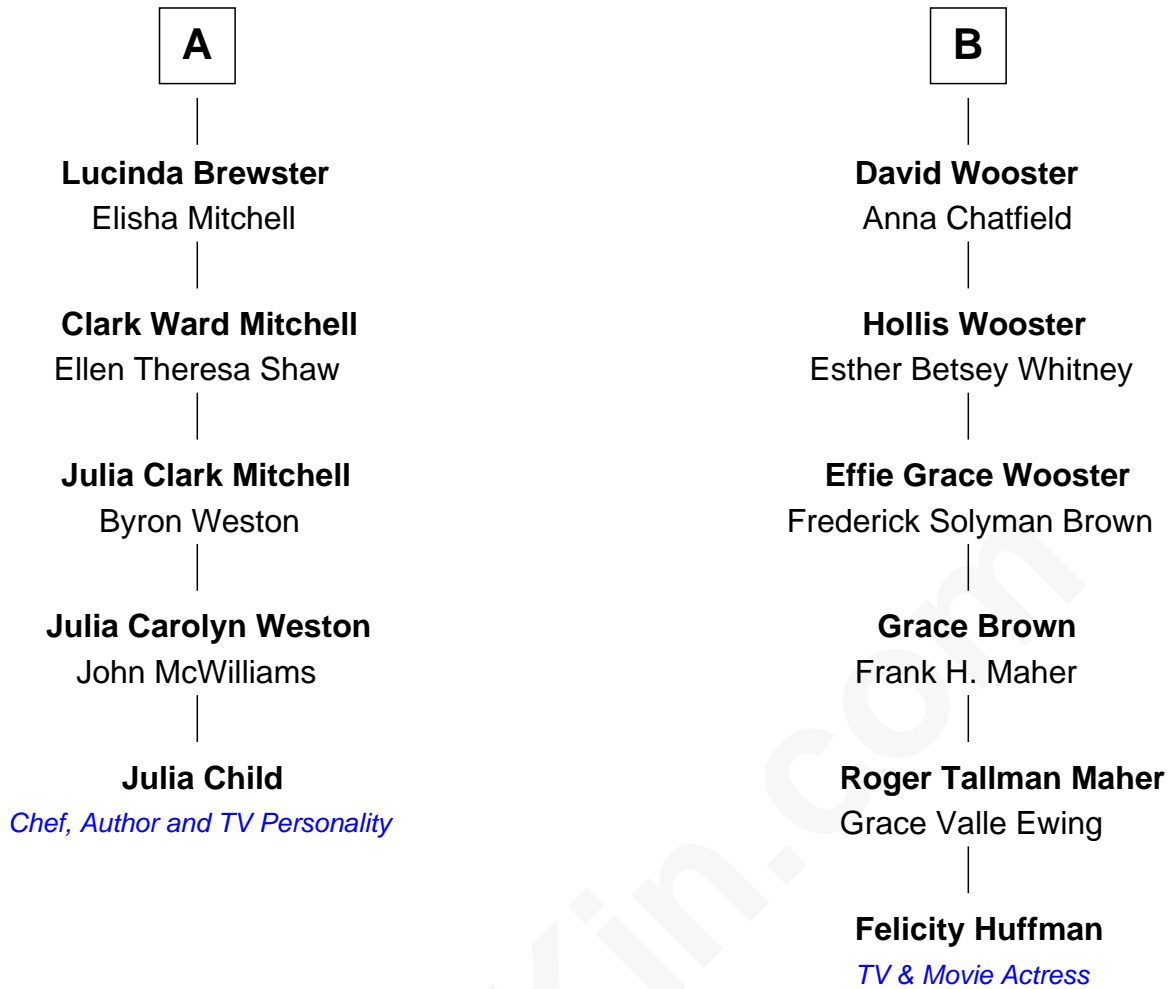 A
Lucinda Brewster
Elisha Mitchell
Clark Ward Mitchell
Ellen Theresa Shaw
Julia Clark Mitchell
Byron Weston
Julia Carolyn Weston
John McWilliams
Julia Child
Chef, Author and TV Personality
B
David Wooster
Anna Chatfield
Hollis Wooster
Esther Betsey Whitney
Effie Grace Wooster
Frederick Solyman Brown
Grace Brown
Frank H. Maher
Roger Tallman Maher
Grace Valle Ewing
Felicity Huffman
TV & Movie Actress
Kin.com